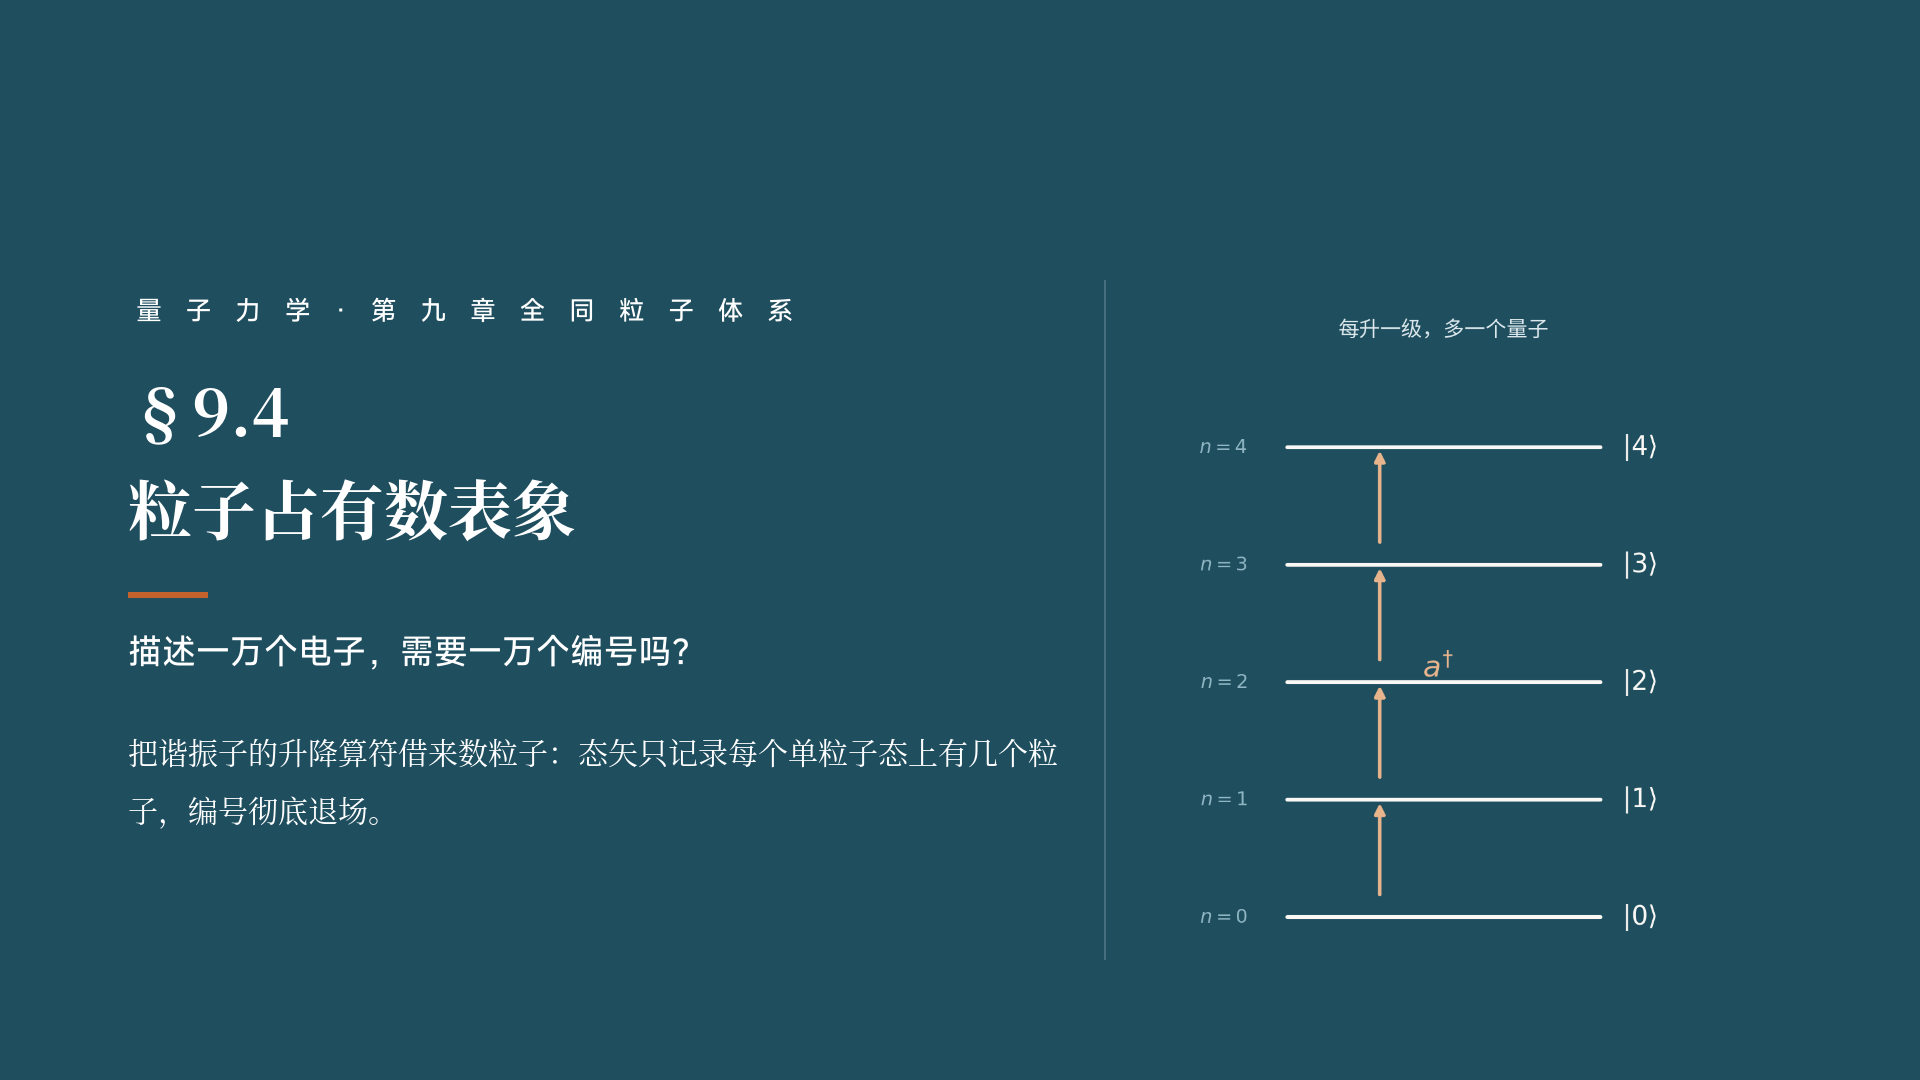 量子力学·第九章全同粒子体系
§9.4
粒子占有数表象
描述一万个电子，需要一万个编号吗？
把谐振子的升降算符借来数粒子：态矢只记录每个单粒子态上有几个粒
子，编号彻底退场。
每升一级，多一个量子
n=4 |4⟩
n=3 |3⟩
a†
n=2 |2⟩
n=1 |1⟩
n=0 |0⟩